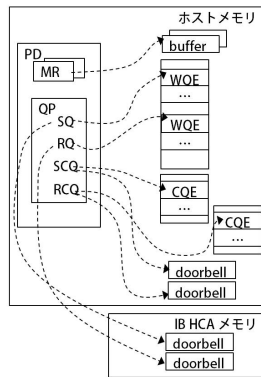 ホストメモリ
PD
MR
buffer
QP
SQ
RQ
SCQ
RCQ
WQE
...
WQE
...
CQE
...
CQE
...
doorbell
doorbell
IB HCA メモリ
doorbell
doorbell